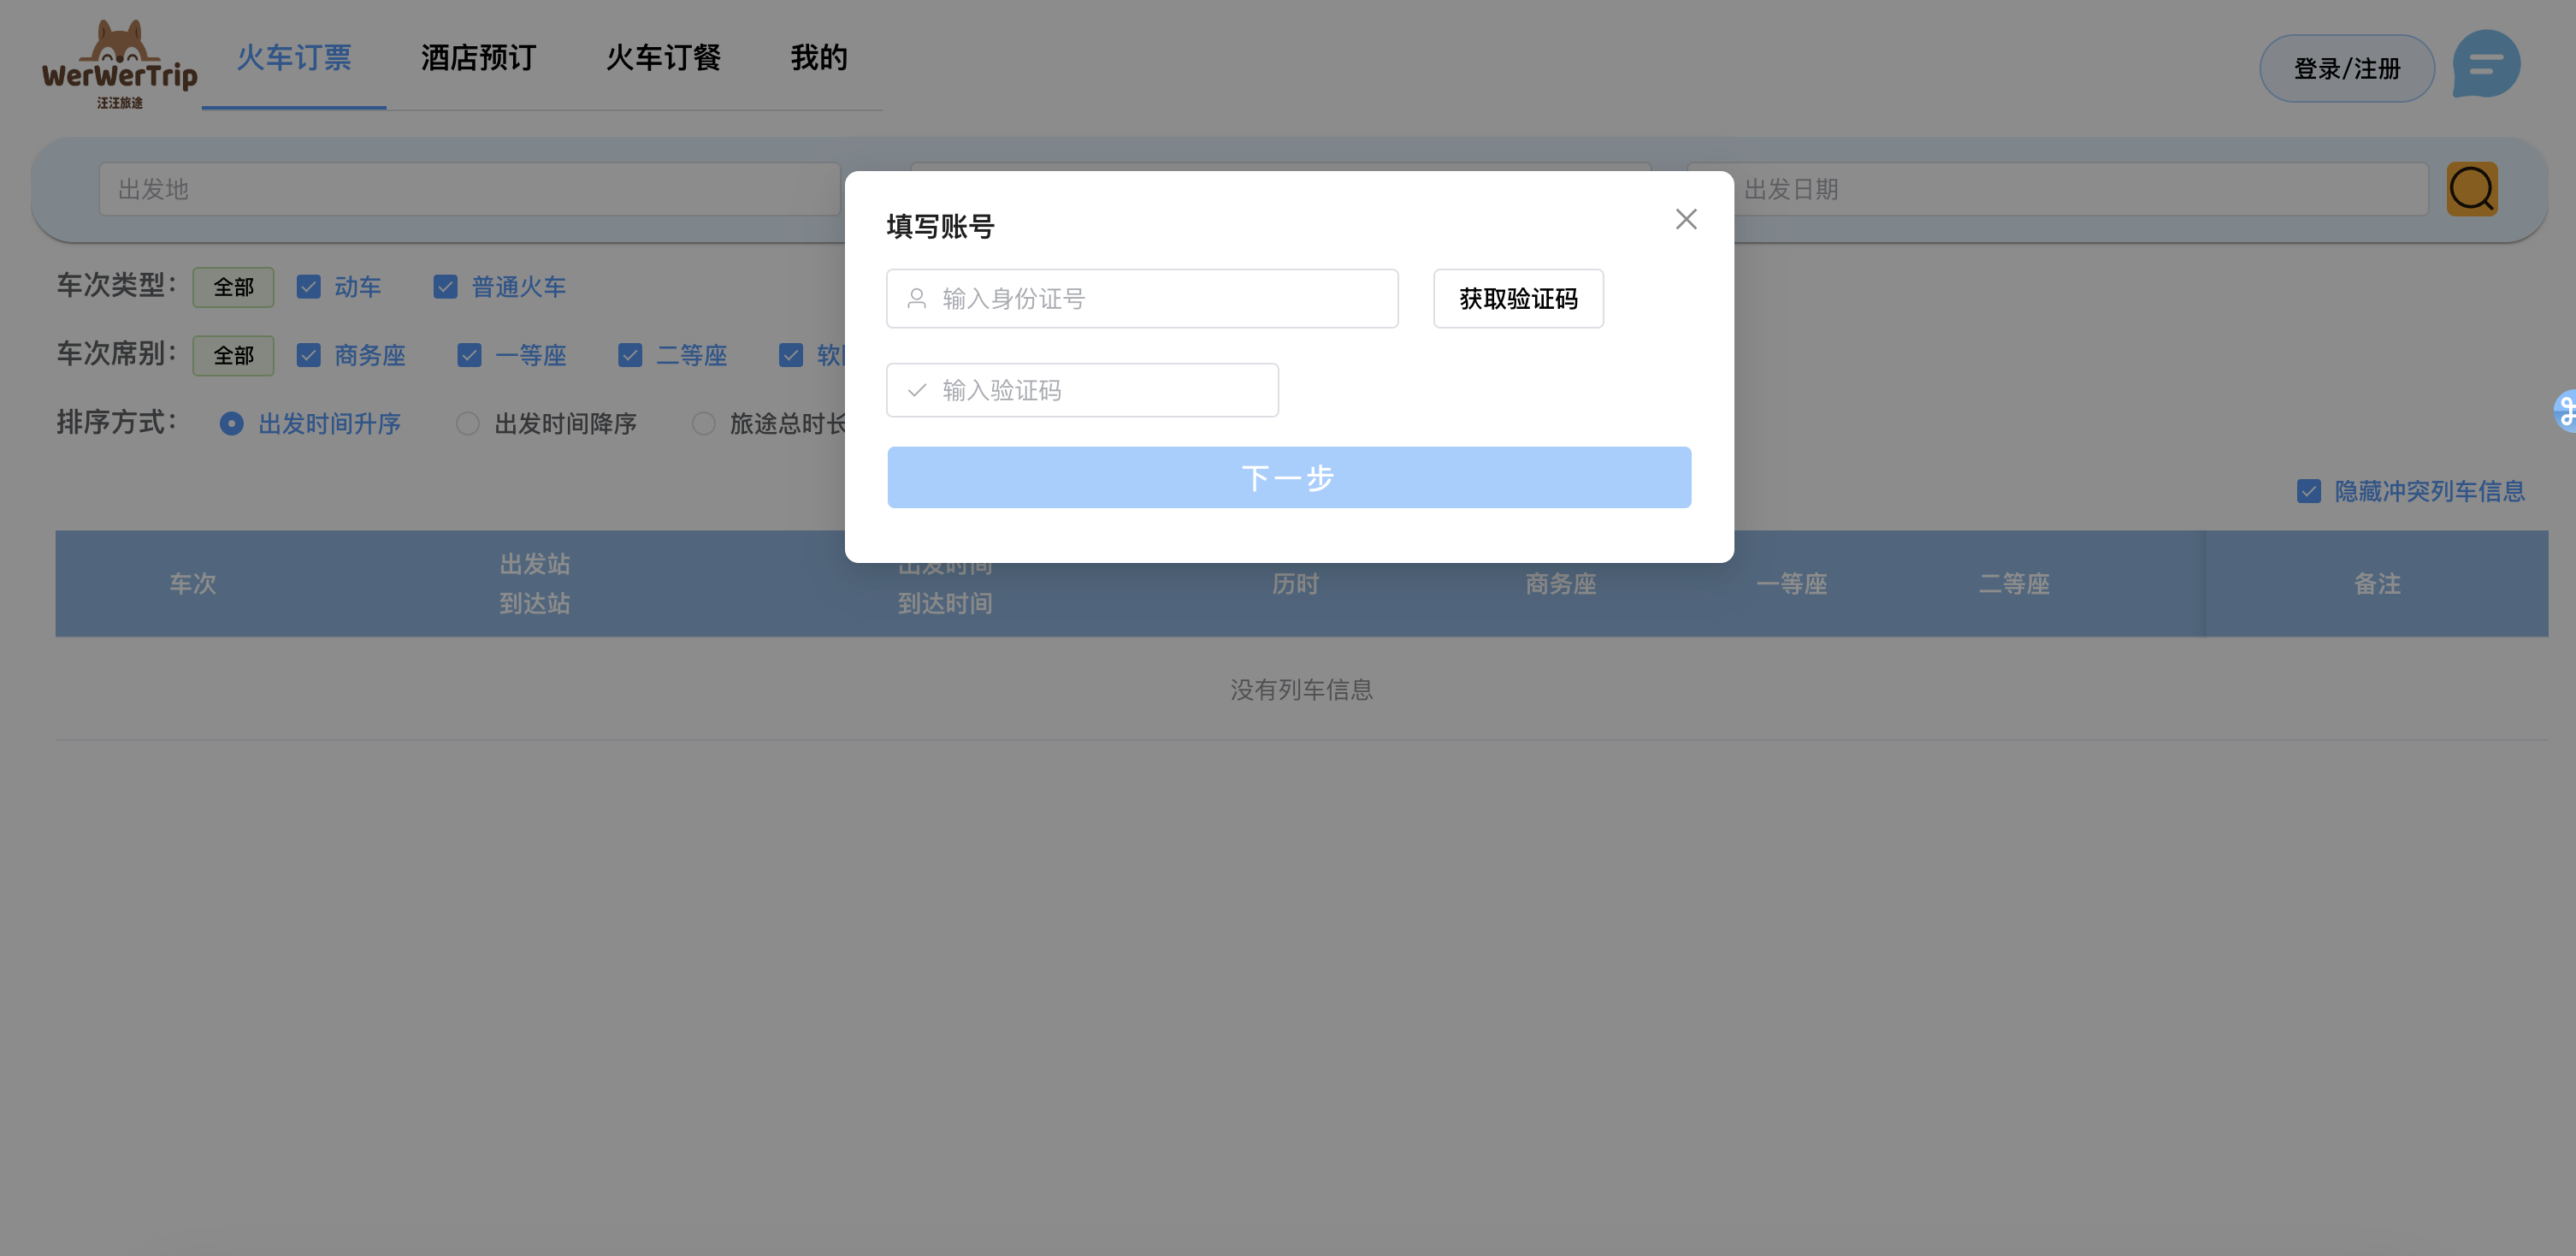 WerWerTrip
汪汪旅途
火车订票
酒店预订
火车订餐
我的
登录/注册
出发地
出发日期
填写账号
输入身份证号
获取验证码
输入验证码
下一步
车次类型：
全部
动车
普通火车
车次席别：
全部
商务座
一等座
二等座
软
排序方式：
出发时间升序
出发时间降序
旅途总时长
隐藏冲突列车信息
车次
出发站
到达站
出发时间
到达时间
历时
商务座
一等座
二等座
备注
没有列车信息